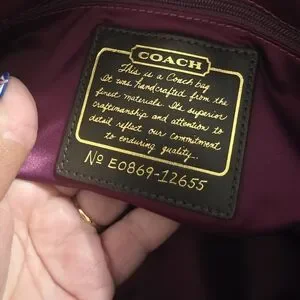 COACH
This is a Coach bag.
It was handcrafted from the
finest materials. Its superior
craftsmanship and attention to
detail reflect our commitment
to enduring quality.
No E0869-12655